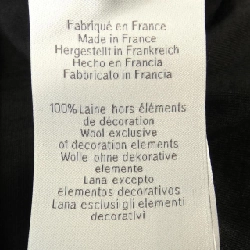 Fabriqué en France
Made in France
Hergestellt in Frankreich
Hecho en Francia
Fabbricato in Francia
100% Laine hors éléments
de décoration
Wool exclusive
of decoration elements
Wolle ohne dekorative
elemente
Lana excepto
elementos decorativos
Lana esclusi gli elementi
decorativi